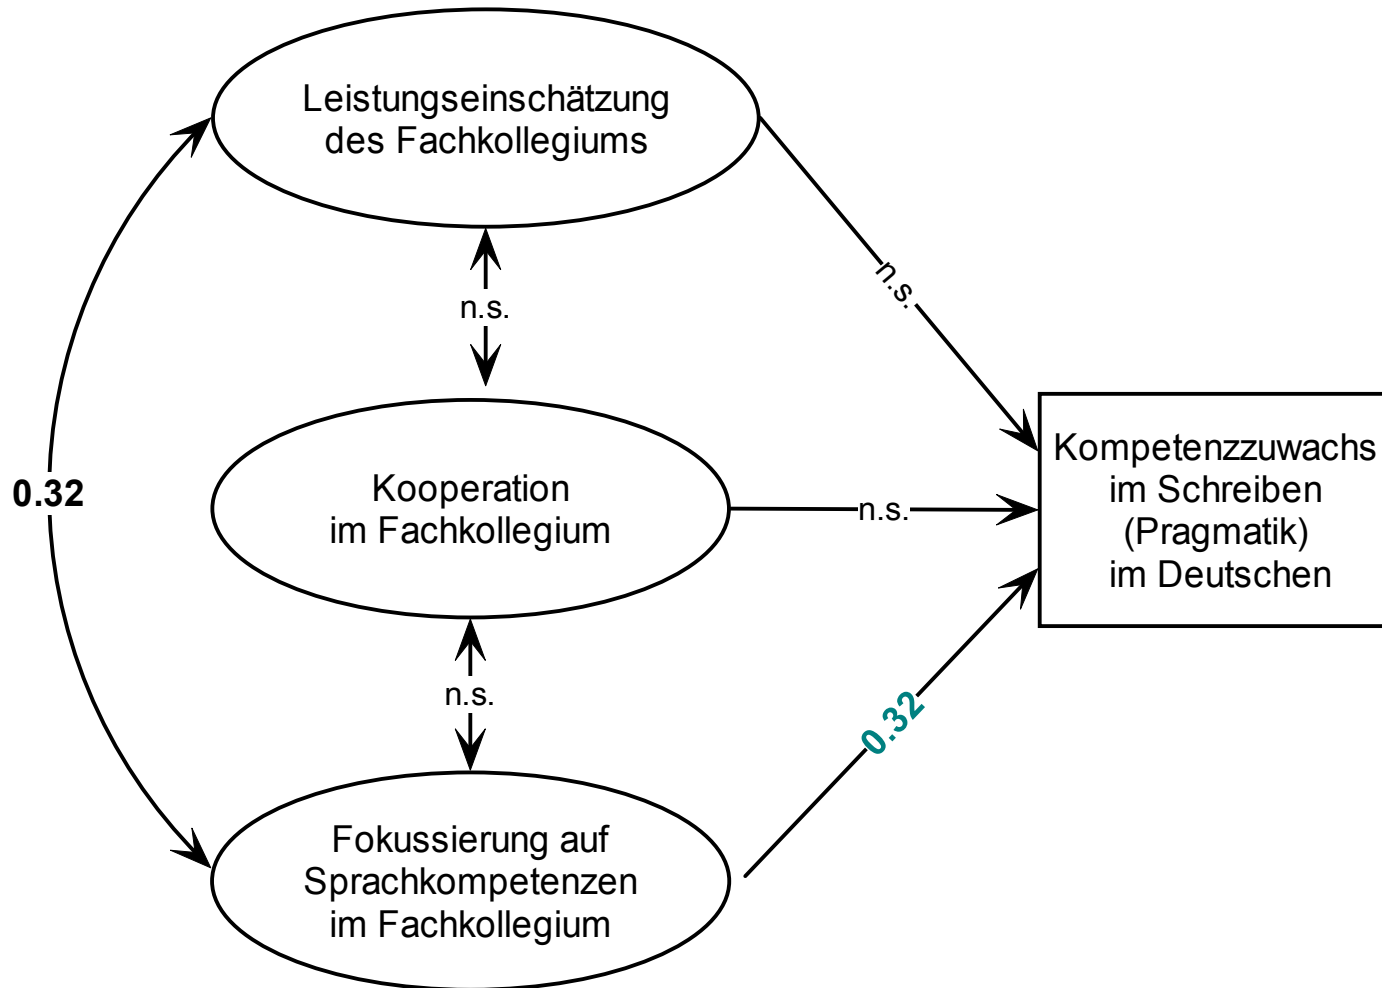 Leistungseinschätzung
des Fachkollegiums
n.s.
n.s.
0.32
Kooperation
im Fachkollegium
n.s.
Kompetenzzuwachs
im Schreiben
(Pragmatik)
im Deutschen
n.s.
0.32
Fokussierung auf
Sprachkompetenzen
im Fachkollegium